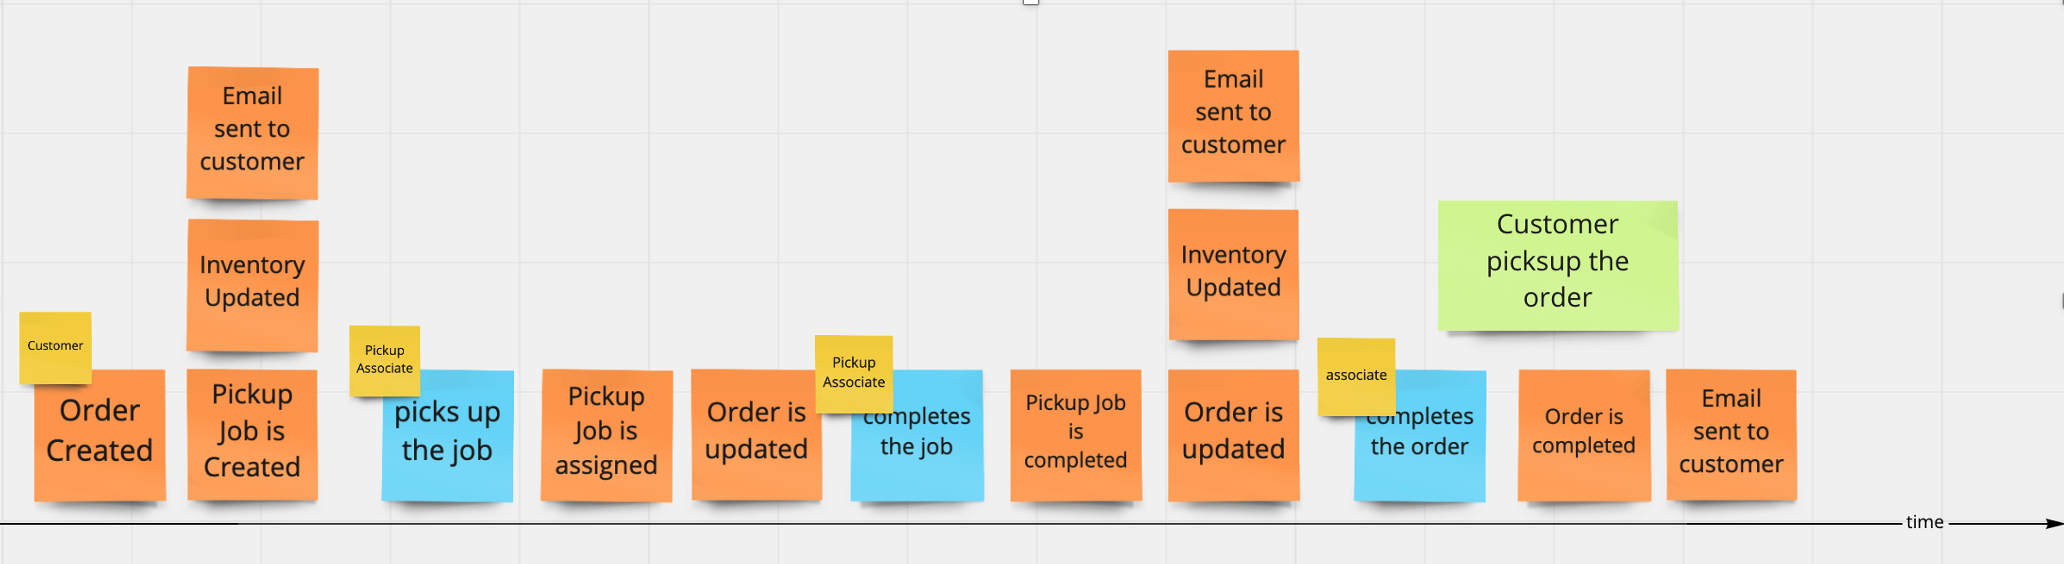 Email
sent to
customer
Inventory
Updated
Customer
Order
Created
Pickup
Job is
Created
Pickup
Associate
picks up
the job
Pickup
Job is
assigned
Order is
updated
Pickup
Associate
completes
the job
Pickup Job
is
completed
Email
sent to
customer
Inventory
Updated
Order is
updated
associate
completes
the order
Customer
picksup the
order
Order is
completed
Email
sent to
customer
time